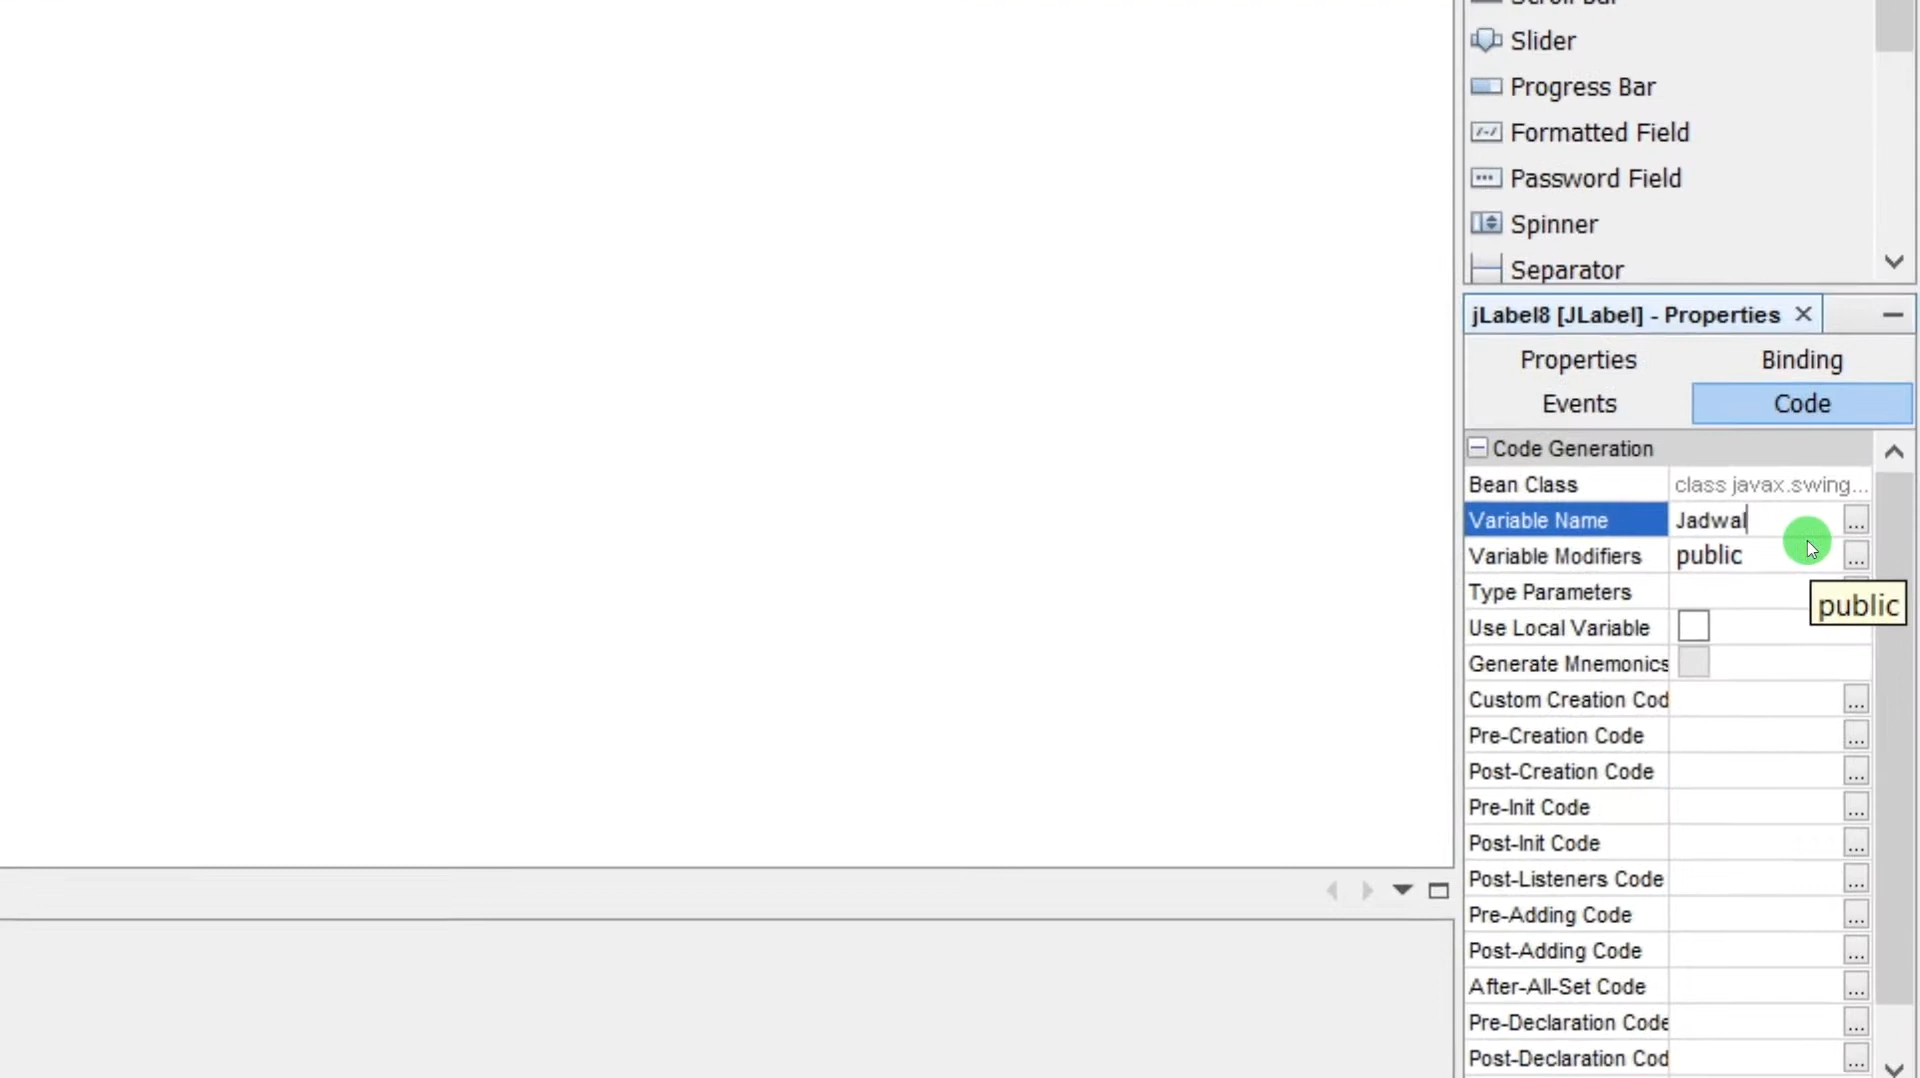 Scroll Bar
Slider
Progress Bar
Formatted Field
Password Field
Spinner
Separator
jLabel8 [JLabel] - Properties
Properties Binding
Events Code
Code Generation
Bean Class class javax.swing...
Variable Name Jadwal ...
Variable Modifiers public ...
Type Parameters
public
Use Local Variable
Generate Mnemonics
Custom Creation Cod ...
Pre-Creation Code ...
Post-Creation Code ...
Pre-Init Code ...
Post-Init Code ...
Post-Listeners Code ...
Pre-Adding Code ...
Post-Adding Code ...
After-All-Set Code ...
Pre-Declaration Code ...
Post-Declaration Cod ...